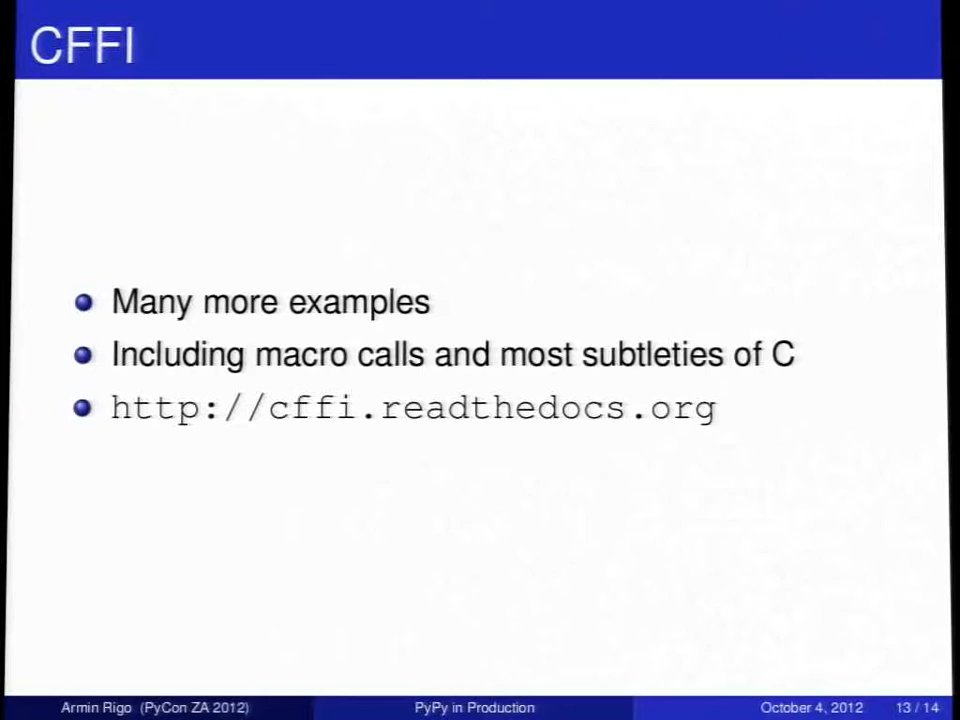 CFFI
Many more examples
Including macro calls and most subtleties of C
http://cffi.readthedocs.org
Armin Rigo (PyCon ZA 2012) PyPy in Production October 4, 2012 13 / 14